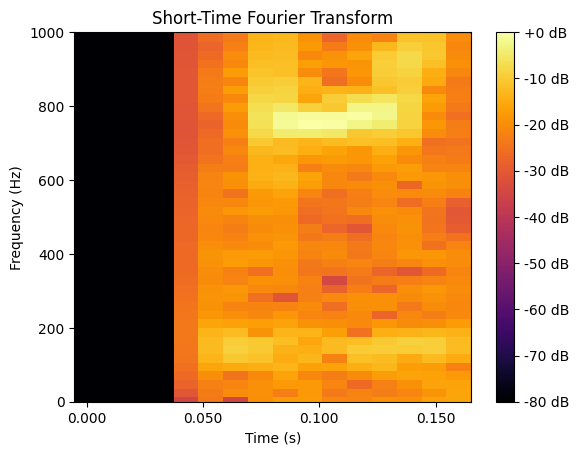 Short-Time Fourier Transform
1000
800
600
400
200
0
Frequency (Hz)
0.000
0.050
0.100
0.150
Time (s)
+0 dB
-10 dB
-20 dB
-30 dB
-40 dB
-50 dB
-60 dB
-70 dB
-80 dB